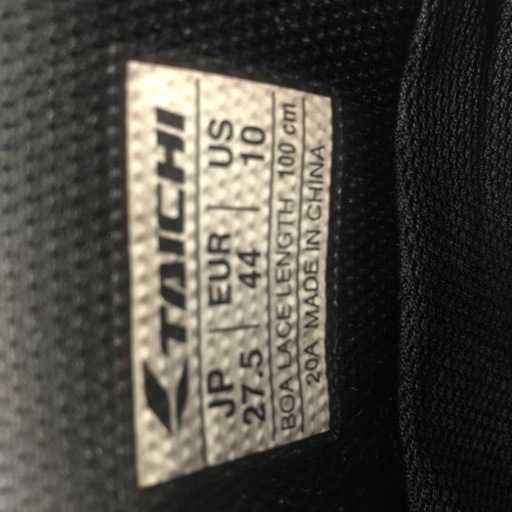 TAICHI
JP | EUR | US
27.5 | 44 | 10
BOA LACE LENGTH 100 cm
20A MADE IN CHINA